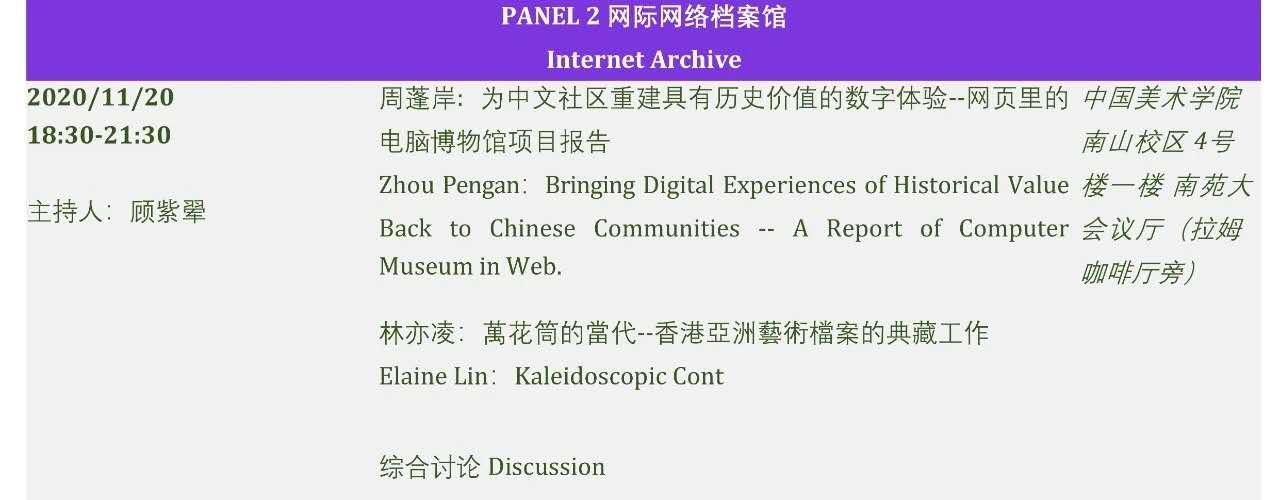 PANEL 2 网际网络档案馆
Internet Archive
2020/11/20
18:30-21:30
主持人：顾紫翚
周蓬岸：为中文社区重建具有历史价值的数字体验--网页里的
电脑博物馆项目报告
Zhou Pengan：Bringing Digital Experiences of Historical Value
Back to Chinese Communities -- A Report of Computer
Museum in Web.
林亦凌：萬花筒的當代--香港亞洲藝術檔案的典藏工作
Elaine Lin：Kaleidoscopic Cont
综合讨论 Discussion
中国美术学院
南山校区 4号
楼一楼 南苑大
会议厅（拉姆
咖啡厅旁）